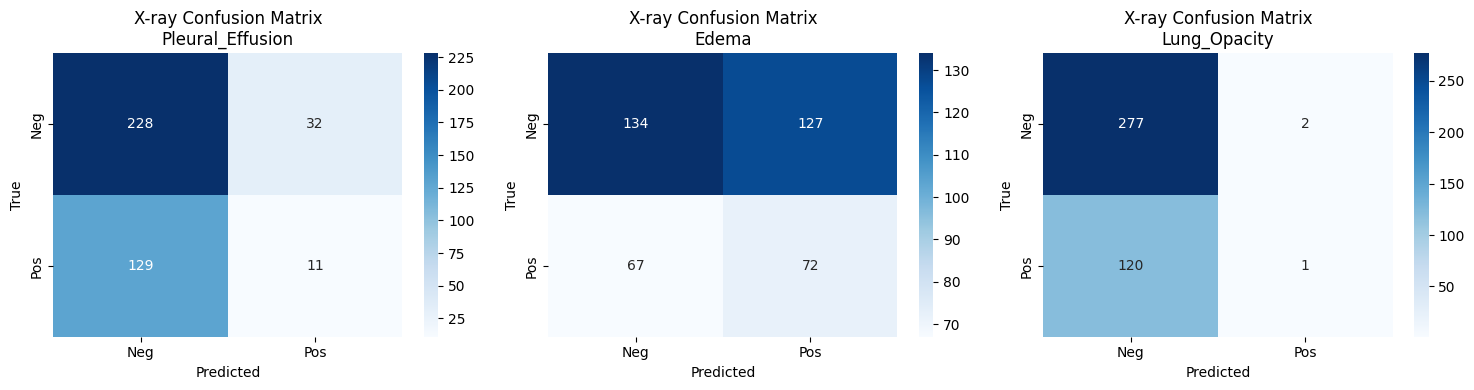 X-ray Confusion Matrix
Pleural_Effusion
228
32
129
11
Neg
Pos
True
Neg
Pos
Predicted
225
200
175
150
125
100
75
50
25
X-ray Confusion Matrix
Edema
134
127
67
72
Neg
Pos
True
Neg
Pos
Predicted
130
120
110
100
90
80
70
X-ray Confusion Matrix
Lung_Opacity
277
2
120
1
Neg
Pos
True
Neg
Pos
Predicted
250
200
150
100
50